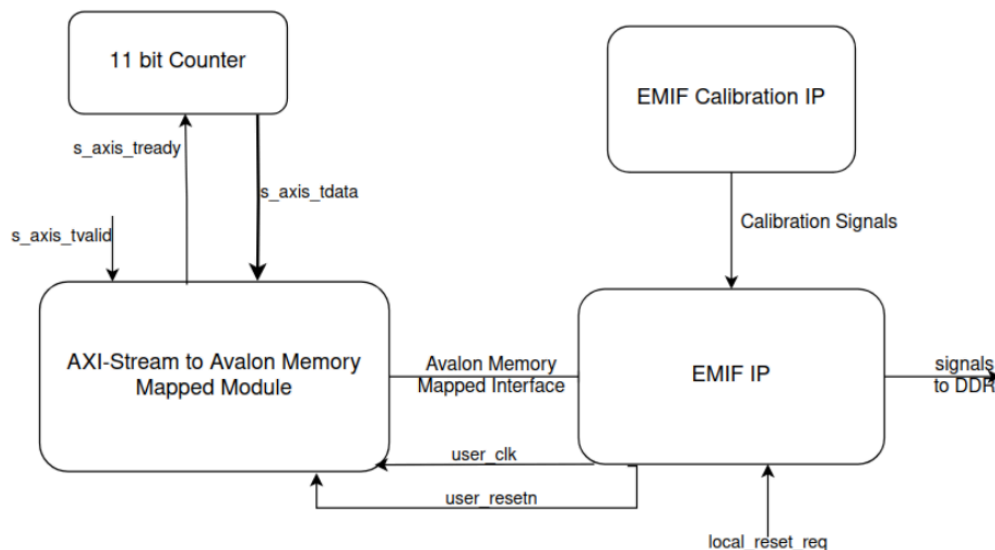 11 bit Counter
EMIF Calibration IP
s_axis_tready
s_axis_tdata
s_axis_tvalid
Calibration Signals
AXI-Stream to Avalon Memory
Mapped Module
Avalon Memory
Mapped Interface
EMIF IP
signals
to DDR
user_clk
user_resetn
local_reset_req